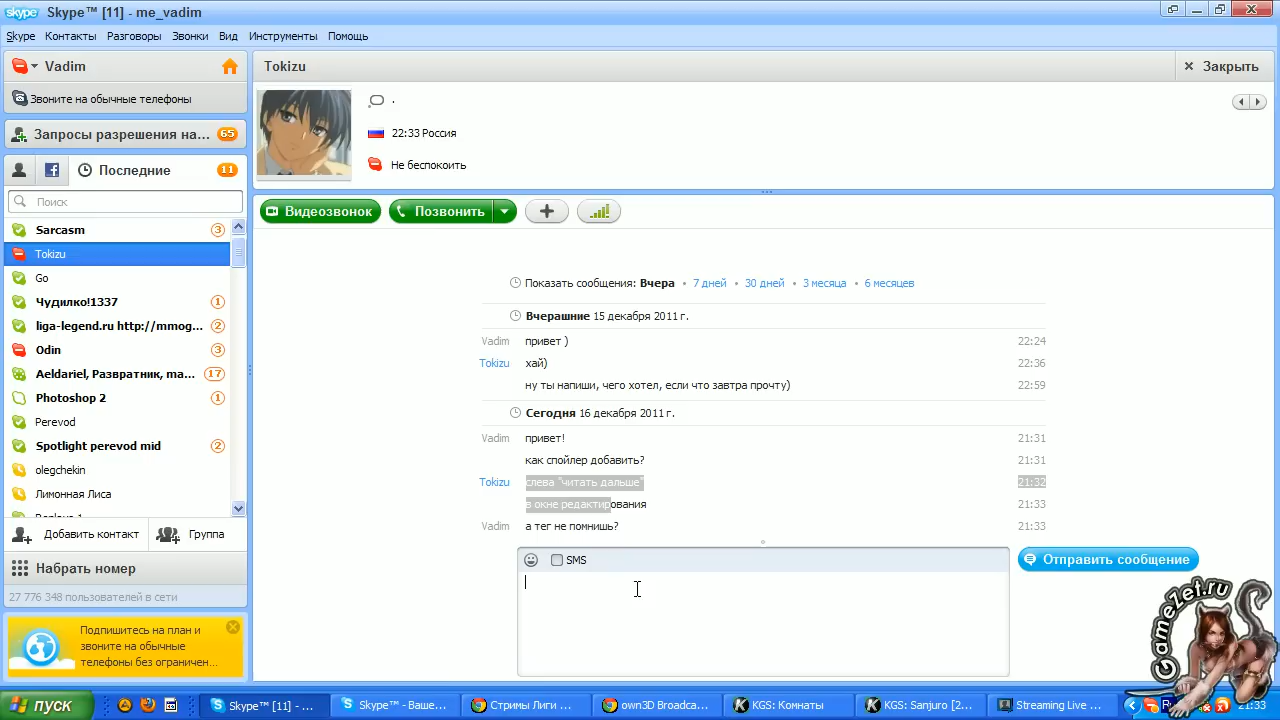 Skype™ [11] - me_vadim
Skype Контакты Разговоры Звонки Вид Инструменты Помощь
Vadim
Звоните на обычные телефоны
Запросы разрешения на... 65
Последние 11
Поиск
Sarcasm 3
Tokizu
Go
Чудилко!1337 1
liga-legend.ru http://mmog... 2
Odin 3
Aeldariel, Развратник, ma... 17
Photoshop 2 1
Perevod
Spotlight perevod mid 2
olegchekin
Лимонная Лиса
Добавить контакт Группа
Набрать номер
27 776 348 пользователей в сети
Подпишитесь на план и
звоните на обычные
телефоны без ограничен...
Tokizu Закрыть
.
22:33 Россия
Не беспокоить
Видеозвонок Позвонить
Показать сообщения: Вчера • 7 дней • 30 дней • 3 месяца • 6 месяцев
Вчерашние 15 декабря 2011 г.
Vadim привет ) 22:24
Tokizu хай) 22:36
ну ты напиши, чего хотел, если что завтра прочту) 22:59
Сегодня 16 декабря 2011 г.
Vadim привет! 21:31
как спойлер добавить? 21:31
Tokizu слева "читать дальше" 21:32
в окне редактирования 21:33
Vadim а тег не помнишь? 21:33
SMS
Отправить сообщение
GameZet.ru
пуск Skype™ [11] - ... Skype™ - Ваше... Стримы Лиги ... own3D Broadca... KGS: Комнаты KGS: Sanjuro [2... Streaming Live ... 21:33